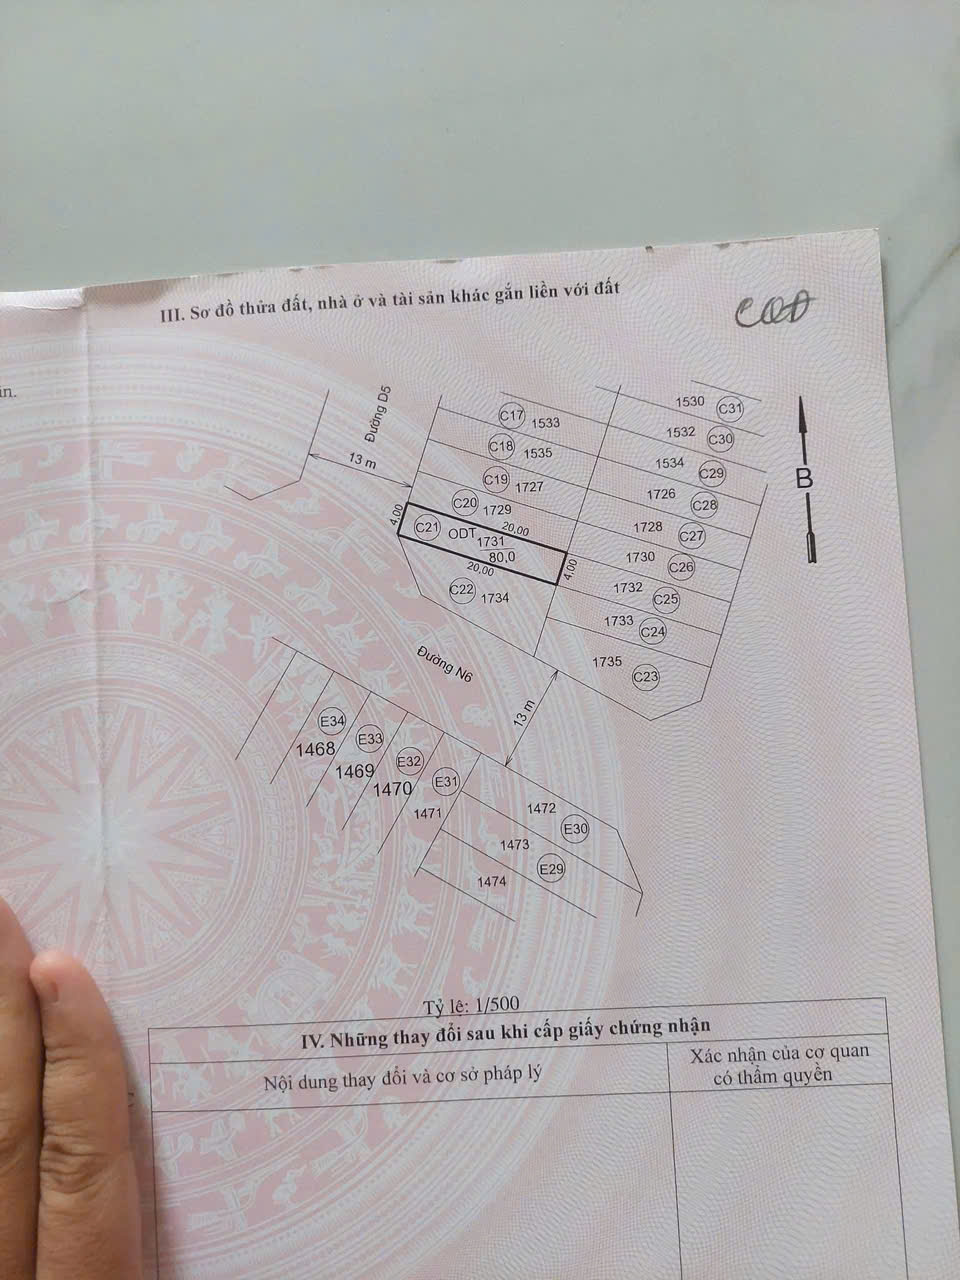 III. Sơ đồ thửa đất, nhà ở và tài sản khác gắn liền với đất
in.
Đường D5
13 m
C17 1533
C18 1535
C19 1727
C20 1729
4,00
C21 ODT 1731
80,0
20,00
20,00
4,00
C22 1734
1530 C31
1532 C30
1534 C29
1726 C28
1728 C27
1730 C26
1732 C25
1733 C24
1735 C23
B
Đường N6
13 m
E34
1468
E33
1469
E32
1470
E31
1471
1472
E30
1473
E29
1474
Tỷ lệ: 1/500
IV. Những thay đổi sau khi cấp giấy chứng nhận
Nội dung thay đổi và cơ sở pháp lý
Xác nhận của cơ quan
có thẩm quyền